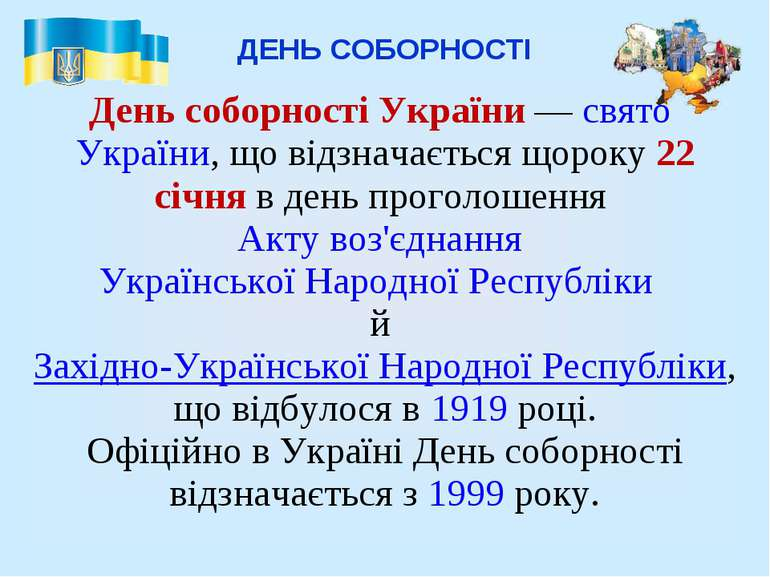 ДЕНЬ СОБОРНОСТІ
День соборності України — свято
України, що відзначається щороку 22
січня в день проголошення
Акту воз'єднання
Української Народної Республіки
й
Західно-Української Народної Республіки,
що відбулося в 1919 році.
Офіційно в Україні День соборності
відзначається з 1999 року.